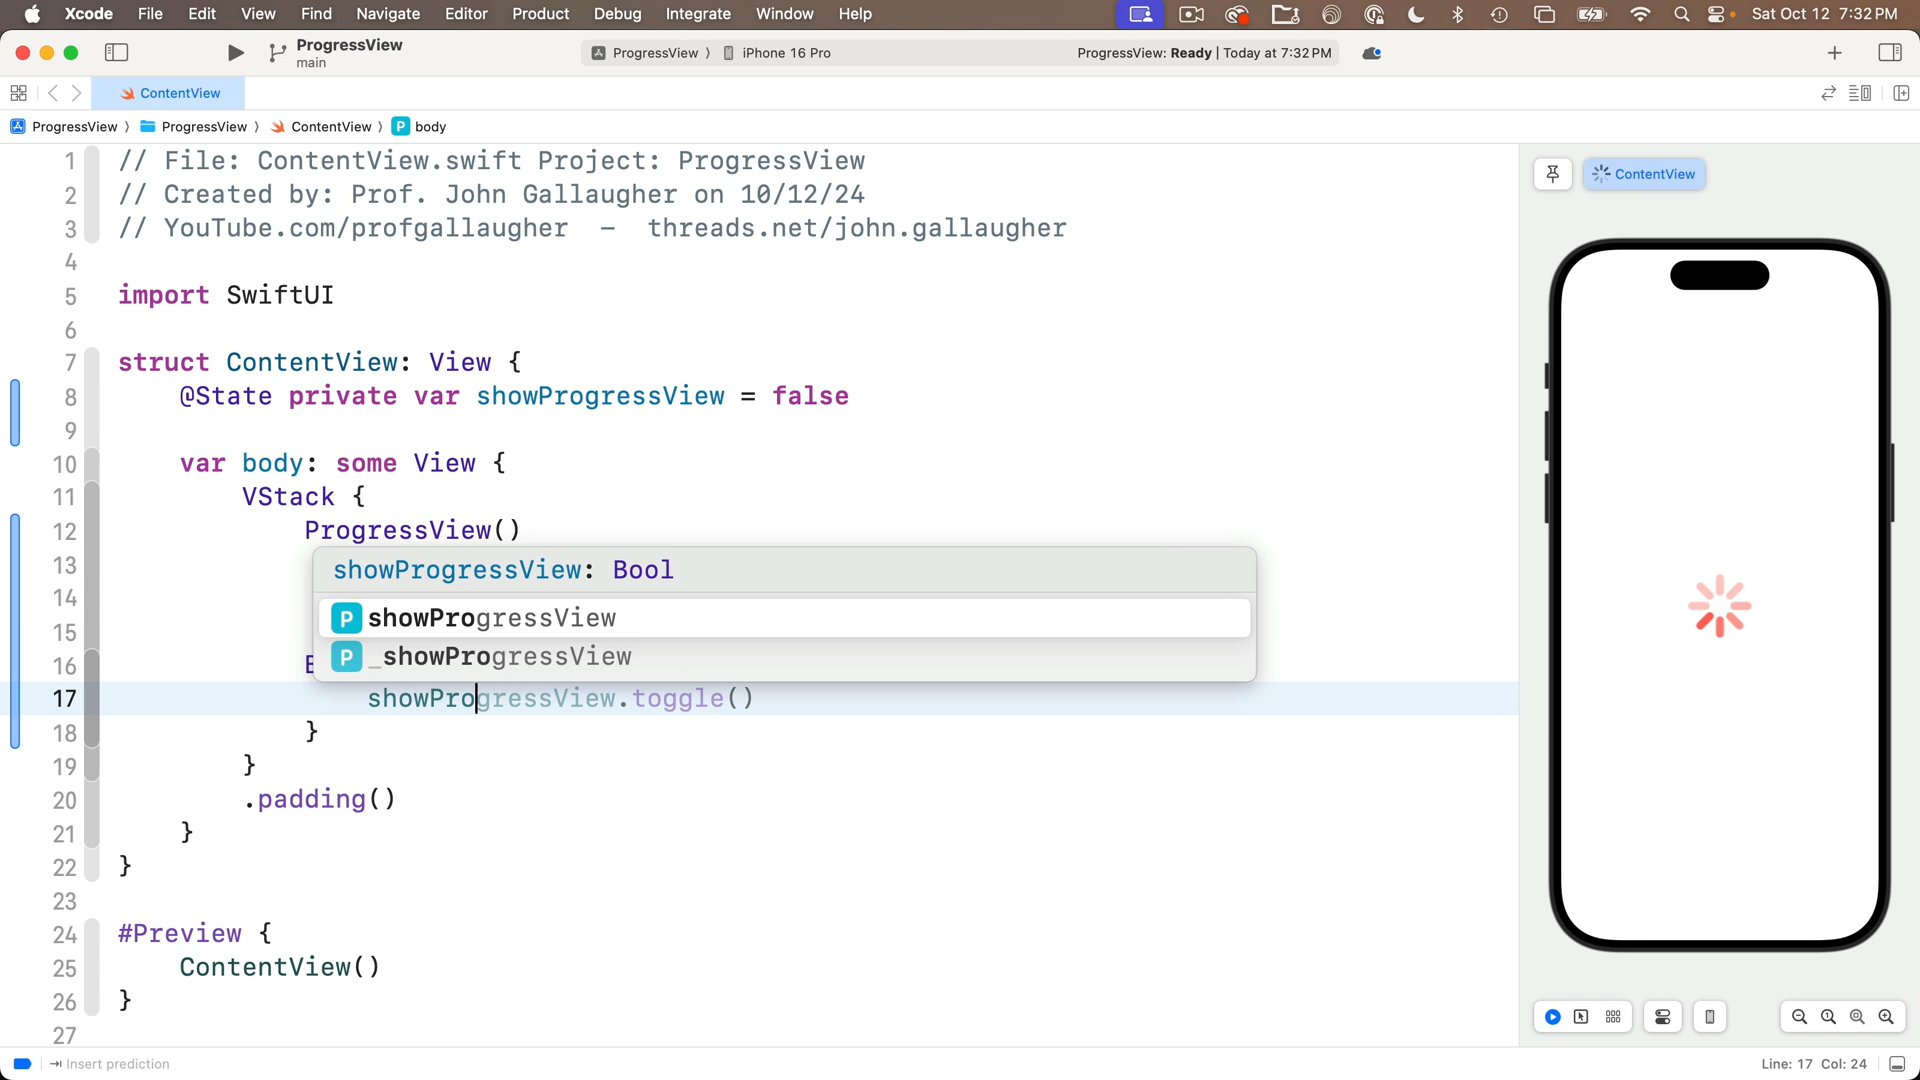 Xcode File Edit View Find Navigate Editor Product Debug Integrate Window Help Sat Oct 12 7:32 PM
ProgressView
main
ProgressView 〉 iPhone 16 Pro
ProgressView: Ready | Today at 7:32 PM
ContentView
ProgressView 〉 ProgressView 〉 ContentView 〉 P body
1 // File: ContentView.swift Project: ProgressView
2 // Created by: Prof. John Gallaugher on 10/12/24
3 // YouTube.com/profgallaugher – threads.net/john.gallaugher
4
5 import SwiftUI
6
7 struct ContentView: View {
8 @State private var showProgressView = false
9
10 var body: some View {
11 VStack {
12 ProgressView()
13
showProgressView: Bool
14
P showProgressView
15
16
P _showProgressView
17 showProgressView.toggle()
18 }
19 }
20 .padding()
21 }
22 }
23
24 #Preview {
25 ContentView()
26 }
27
ContentView
Insert prediction
Line: 17 Col: 24